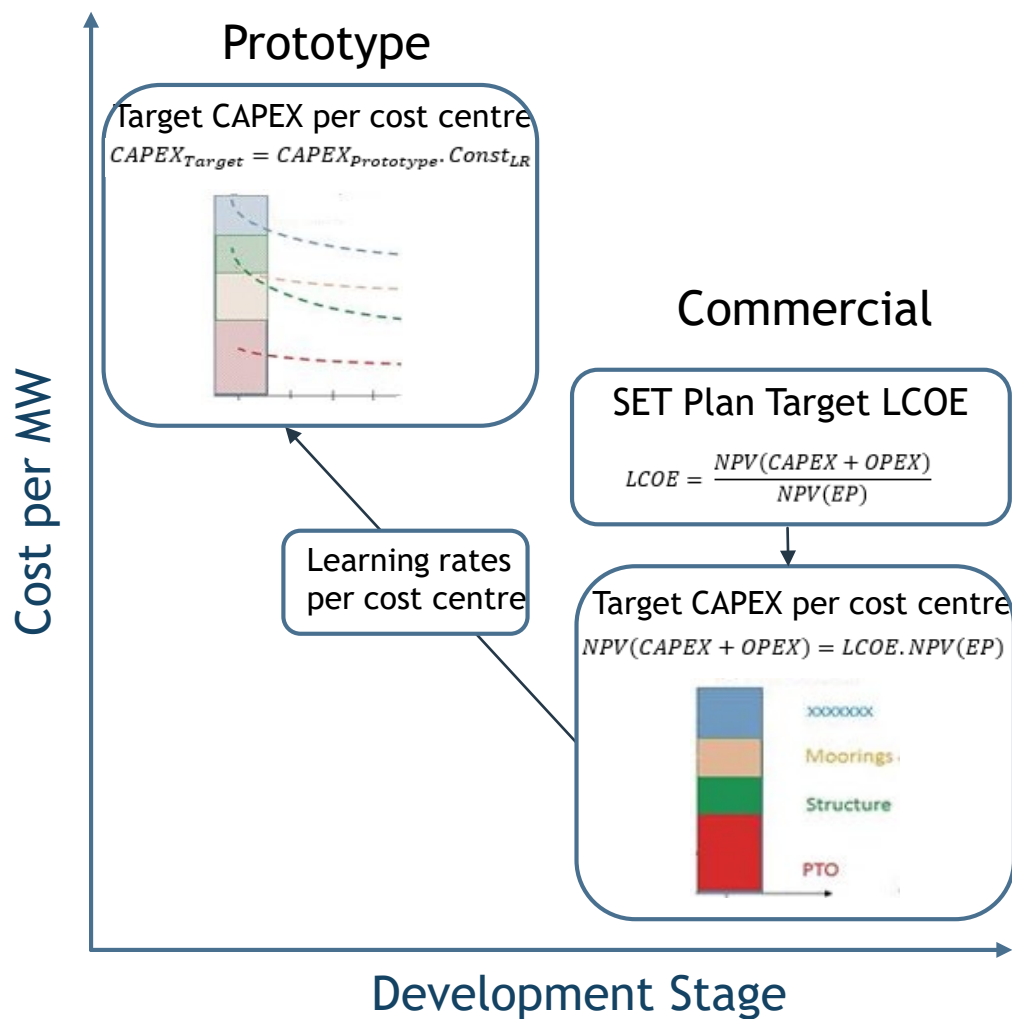 Prototype
Target CAPEX per cost centre
CAPEX_Target = CAPEX_Prototype.Const_LR
Commercial
SET Plan Target LCOE
LCOE = NPV(CAPEX + OPEX)
NPV(EP)
Learning rates
per cost centre
Target CAPEX per cost centre
NPV(CAPEX + OPEX) = LCOE.NPV(EP)
xxxxxxx
Moorings
Structure
PTO
Cost per MW
Development Stage